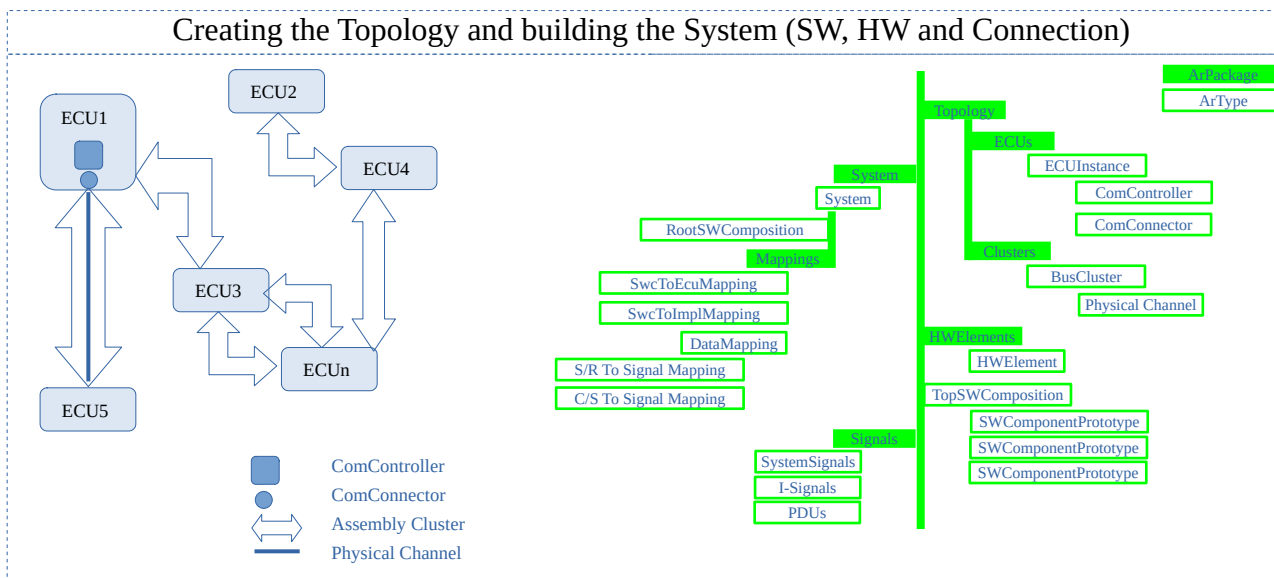 Creating the Topology and building the System (SW, HW and Connection)
ECU1
ECU2
ECU4
ECU3
ECUn
ECU5
ComController
ComConnector
Assembly Cluster
Physical Channel
ArPackage
ArType
Topology
ECUs
ECUInstance
ComController
ComConnector
Clusters
BusCluster
Physical Channel
System
System
RootSWComposition
Mappings
SwcToEcuMapping
SwcToImplMapping
DataMapping
S/R To Signal Mapping
C/S To Signal Mapping
HWElements
HWElement
TopSWComposition
SWComponentPrototype
SWComponentPrototype
SWComponentPrototype
Signals
SystemSignals
I-Signals
PDUs